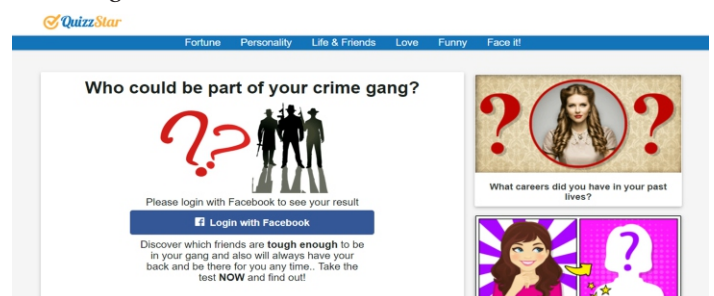 QuizzStar
Fortune Personality Life & Friends Love Funny Face it!
Who could be part of your crime gang?
??
Please login with Facebook to see your result
f Login with Facebook
Discover which friends are tough enough to be
in your gang and also will always have your
back and be there for you any time.. Take the
test NOW and find out!
? ?
What careers did you have in your past
lives?
?